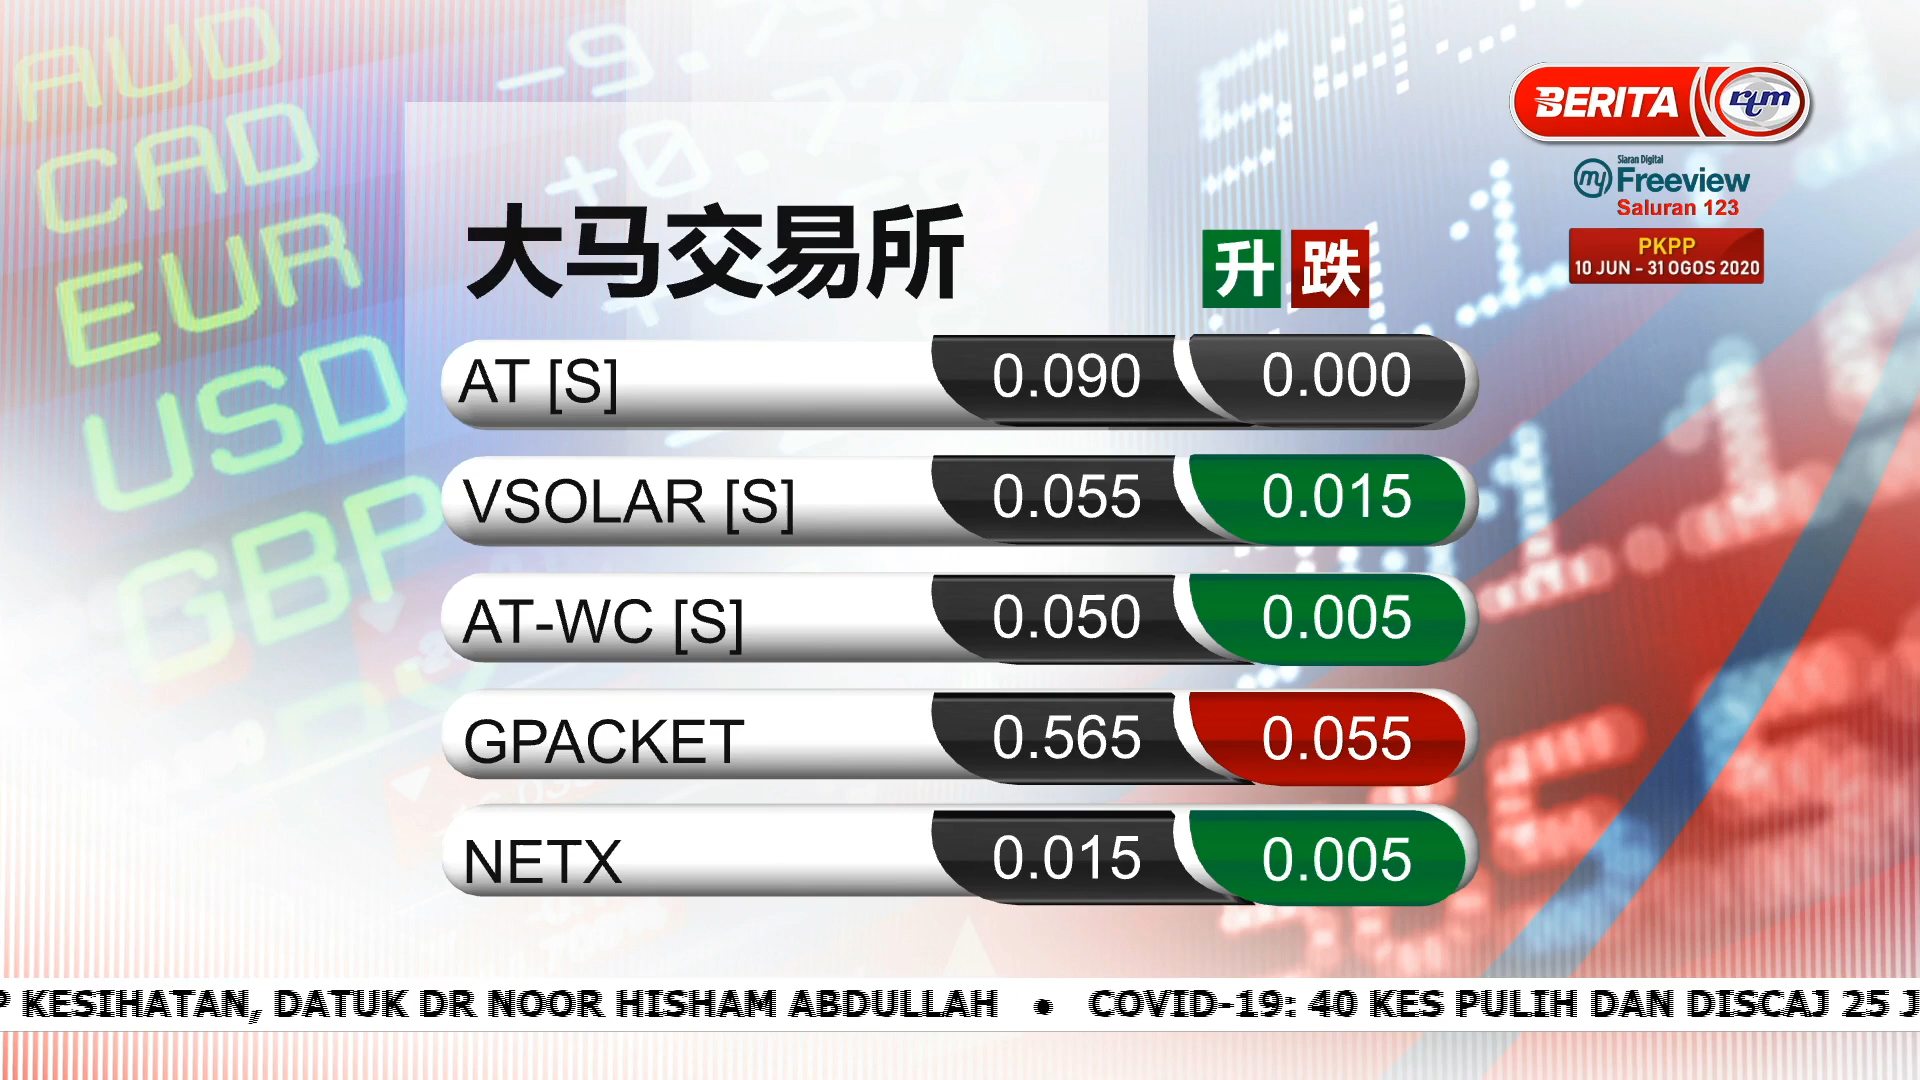 AUD
CAD
EUR
USD
GBP
BERITA rtm
Siaran Digital
my Freeview
Saluran 123
PKPP
10 JUN - 31 OGOS 2020
大马交易所
升 跌
AT [S] 0.090 0.000
VSOLAR [S] 0.055 0.015
AT-WC [S] 0.050 0.005
GPACKET 0.565 0.055
NETX 0.015 0.005
P KESIHATAN, DATUK DR NOOR HISHAM ABDULLAH • COVID-19: 40 KES PULIH DAN DISCAJ 25 J